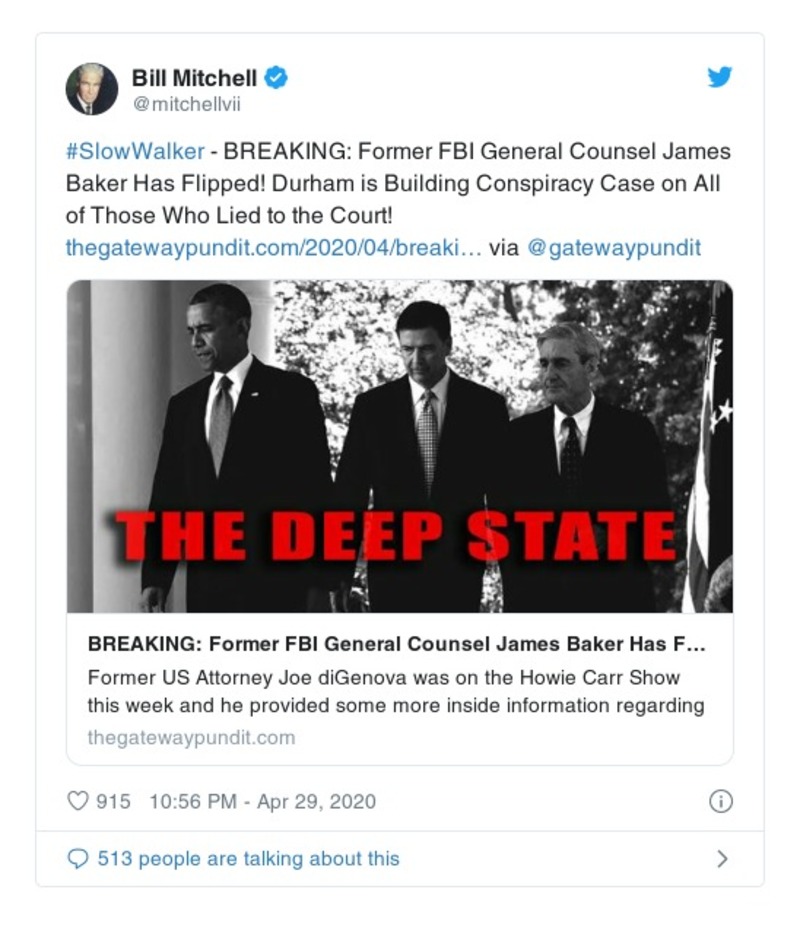 Bill Mitchell
@mitchellvii
#SlowWalker - BREAKING: Former FBI General Counsel James
Baker Has Flipped! Durham is Building Conspiracy Case on All
of Those Who Lied to the Court!
thegatewaypundit.com/2020/04/breaki… via @gatewaypundit
THE DEEP STATE
BREAKING: Former FBI General Counsel James Baker Has F…
Former US Attorney Joe diGenova was on the Howie Carr Show
this week and he provided some more inside information regarding
thegatewaypundit.com
915 10:56 PM - Apr 29, 2020
513 people are talking about this